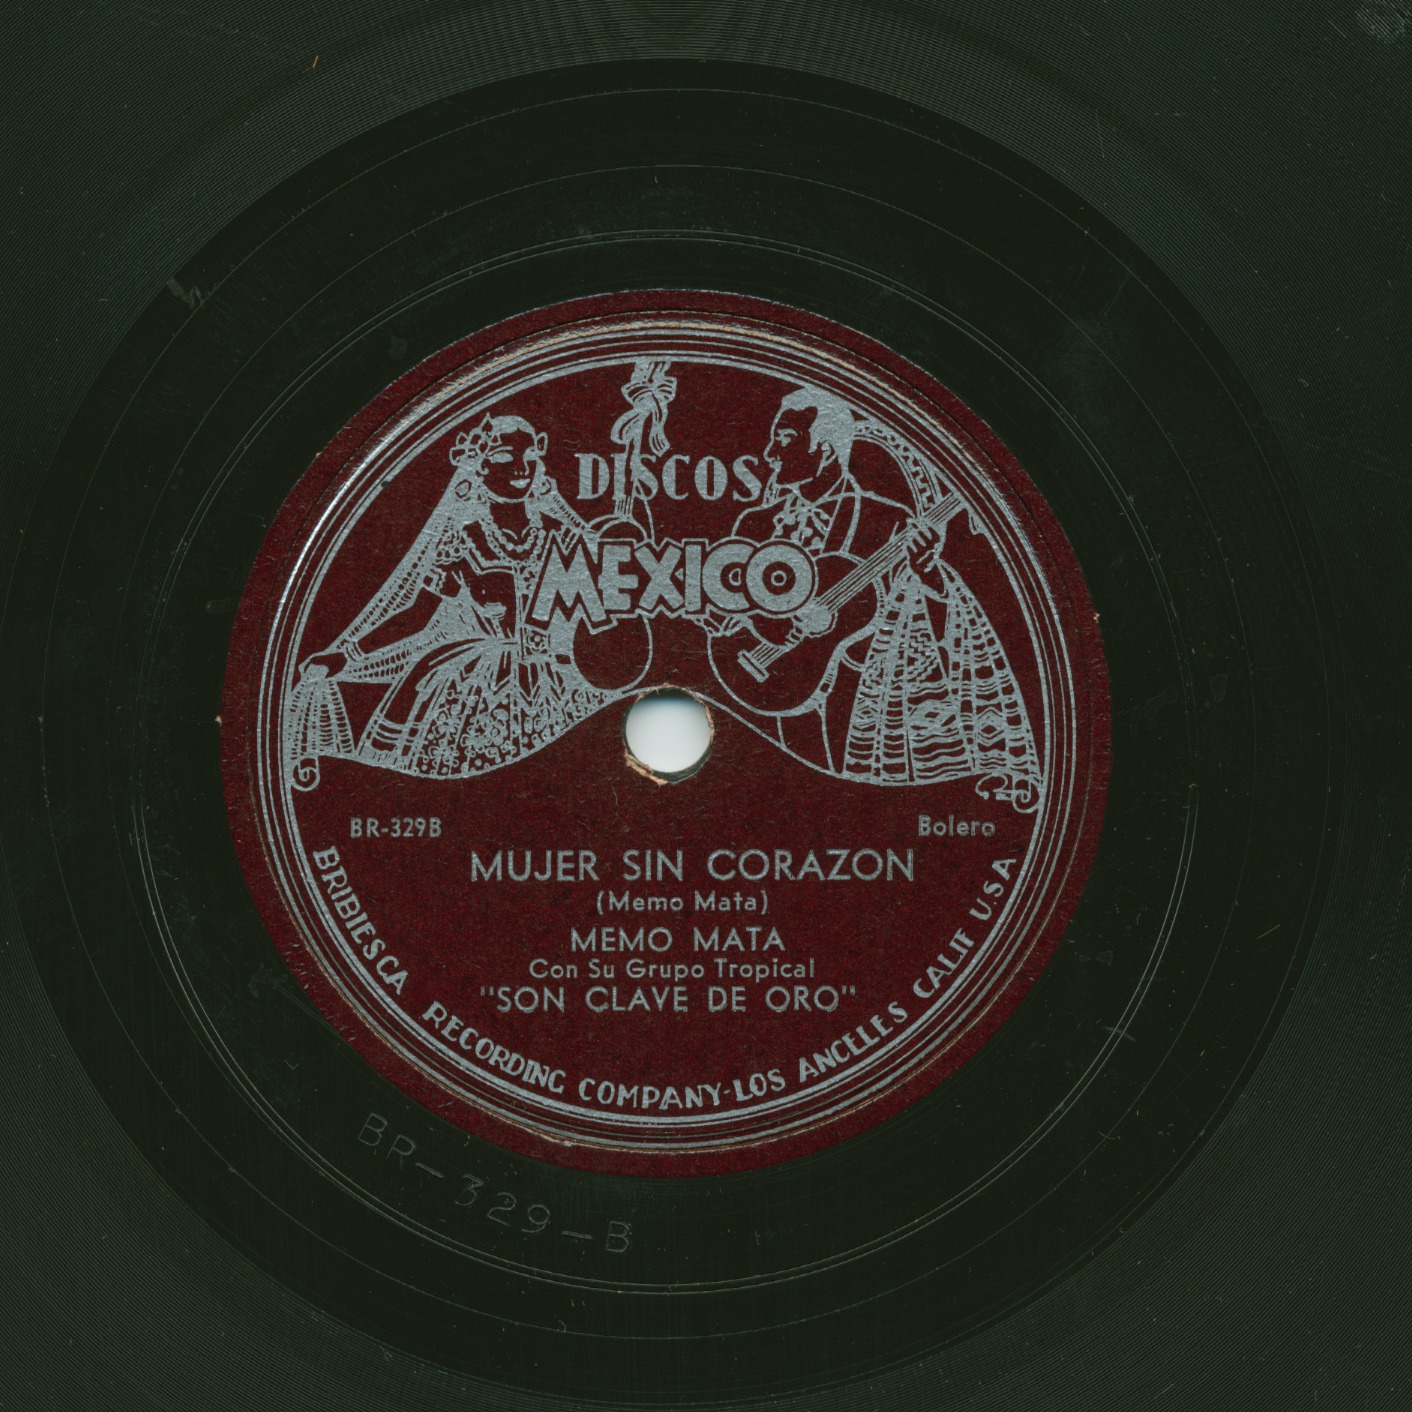 DISCOS
MEXICO
BR-329B
Bolero
MUJER SIN CORAZON
(Memo Mata)
MEMO MATA
Con Su Grupo Tropical
"SON CLAVE DE ORO"
BRIBIESCA RECORDING COMPANY-LOS ANGELES CALIF U.S.A
BR-329-B